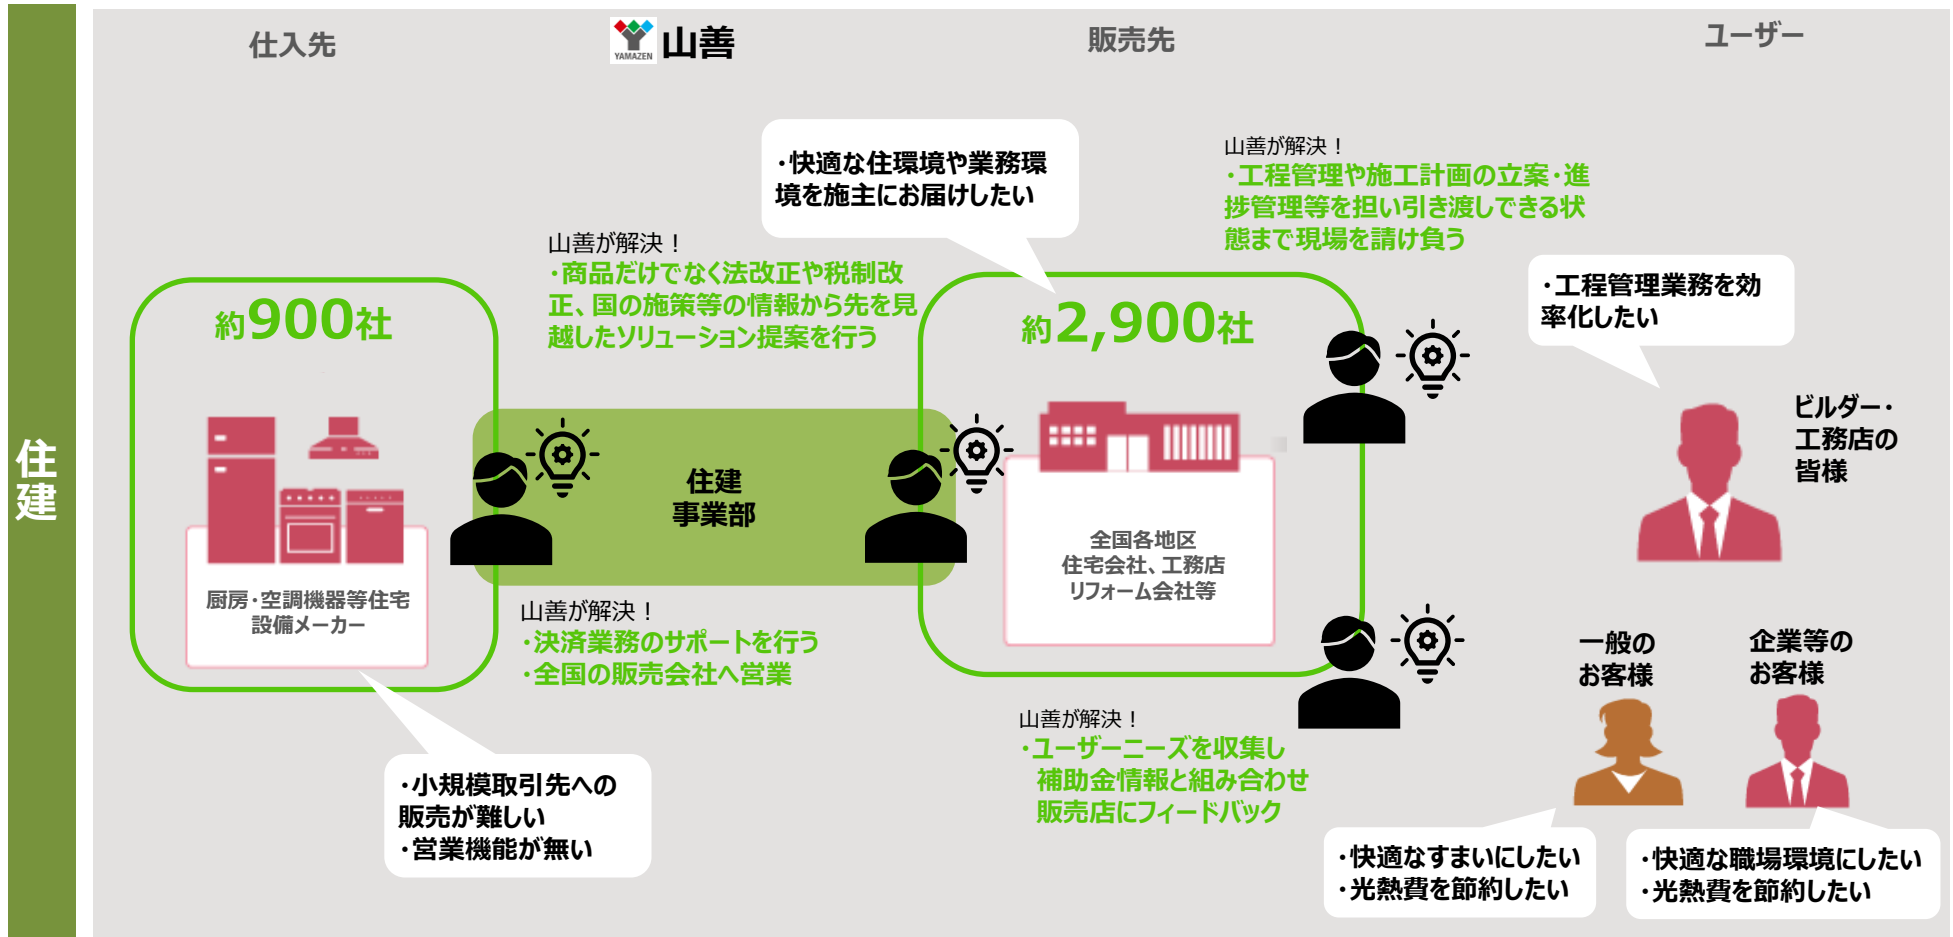 住建
仕入先
YAMAZEN
山善
販売先
ユーザー
・快適な住環境や業務環
境を施主にお届けしたい
山善が解決！
・工程管理や施工計画の立案・進
捗管理等を担い引き渡しできる状
態まで現場を請け負う
山善が解決！
・商品だけでなく法改正や税制改
正、国の施策等の情報から先を見
越したソリューション提案を行う
・工程管理業務を効
率化したい
約900社
約2,900社
ビルダー・
工務店の
皆様
住建
事業部
全国各地区
住宅会社、工務店
リフォーム会社等
厨房・空調機器等住宅
設備メーカー
山善が解決！
・決済業務のサポートを行う
・全国の販売会社へ営業
一般の
お客様
企業等の
お客様
山善が解決！
・ユーザーニーズを収集し
補助金情報と組み合わせ
販売店にフィードバック
・小規模取引先への
販売が難しい
・営業機能が無い
・快適なすまいにしたい
・光熱費を節約したい
・快適な職場環境にしたい
・光熱費を節約したい